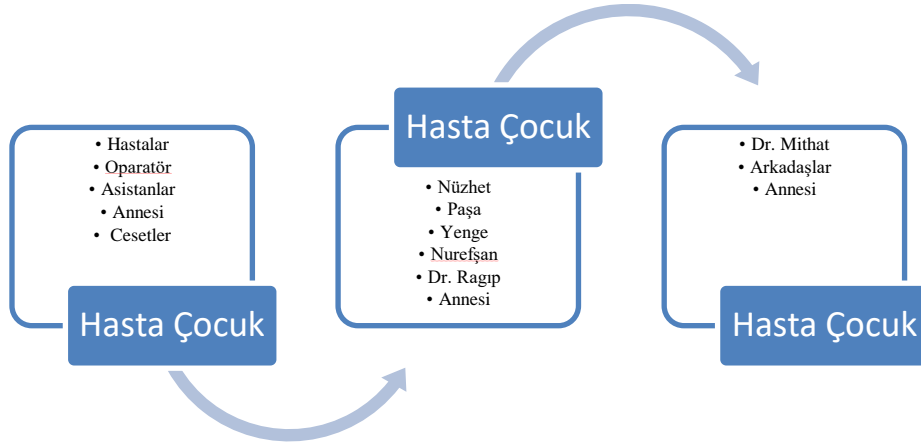 • Hastalar
• Oparatör
• Asistanlar
• Annesi
• Cesetler
Hasta Çocuk
Hasta Çocuk
• Nüzhet
• Paşa
• Yenge
• Nurefşan
• Dr. Ragıp
• Annesi
• Dr. Mithat
• Arkadaşlar
• Annesi
Hasta Çocuk